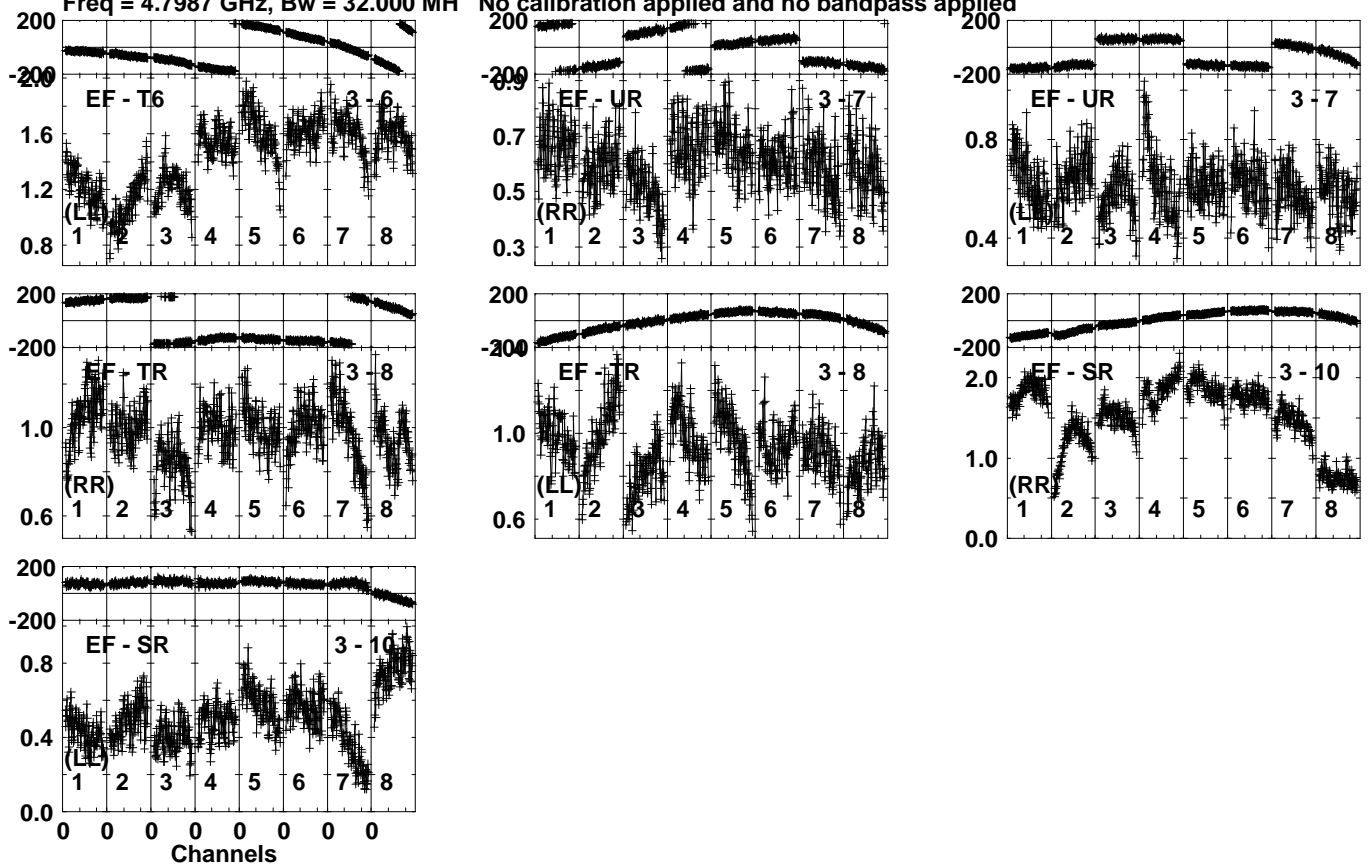 Freq = 4.7987 GHz, Bw = 32.000 MH No calibration applied and no bandpass applied
200
-200
2.0
1.6
1.2
0.8
EF - T6 3 - 6
(LL)
1 2 3 4 5 6 7 8
-200
0.9
0.7
0.5
0.3
EF - UR 3 - 7
(RR)
1 2 3 4 5 6 7 8
200
-200
0.8
0.4
EF - UR 3 - 7
(LL)
1 2 3 4 5 6 7 8
200
-200
1.0
0.6
EF - TR 3 - 8
(RR)
1 2 3 4 5 6 7 8
200
-200
1.4
1.0
0.6
EF - TR 3 - 8
(LL)
1 2 3 4 5 6 7 8
200
-200
2.0
1.0
0.0
EF - SR 3 - 10
(RR)
1 2 3 4 5 6 7 8
200
-200
0.8
0.4
0.0
EF - SR 3 - 10
(LL)
1 2 3 4 5 6 7 8
0 0 0 0 0 0 0 0
Channels